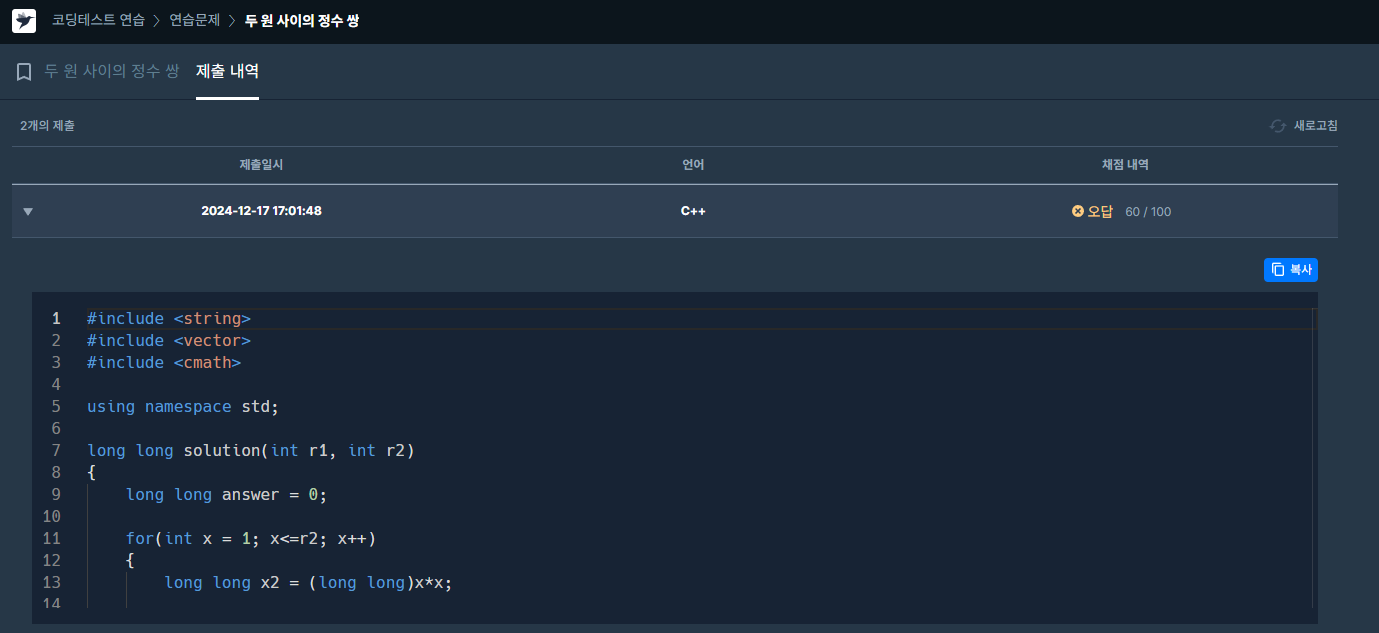 코딩테스트 연습 > 연습문제 > 두 원 사이의 정수 쌍
두 원 사이의 정수 쌍 제출 내역
2개의 제출 새로고침
제출일시 언어 채점 내역
2024-12-17 17:01:48 C++ 오답 60 / 100
복사
1 #include <string>
2 #include <vector>
3 #include <cmath>
4
5 using namespace std;
6
7 long long solution(int r1, int r2)
8 {
9 long long answer = 0;
10
11 for(int x = 1; x<=r2; x++)
12 {
13 long long x2 = (long long)x*x;
14